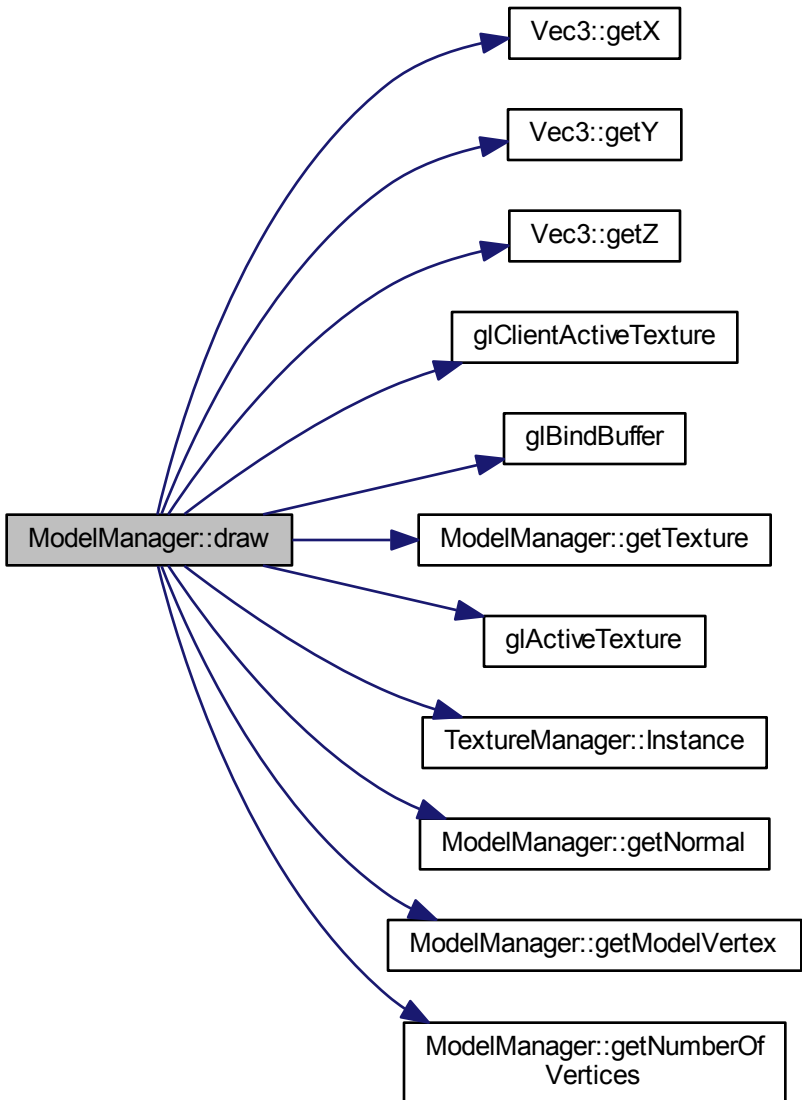 Vec3::getX
Vec3::getY
Vec3::getZ
glClientActiveTexture
glBindBuffer
ModelManager::draw
ModelManager::getTexture
glActiveTexture
TextureManager::Instance
ModelManager::getNormal
ModelManager::getModelVertex
ModelManager::getNumberOf
Vertices